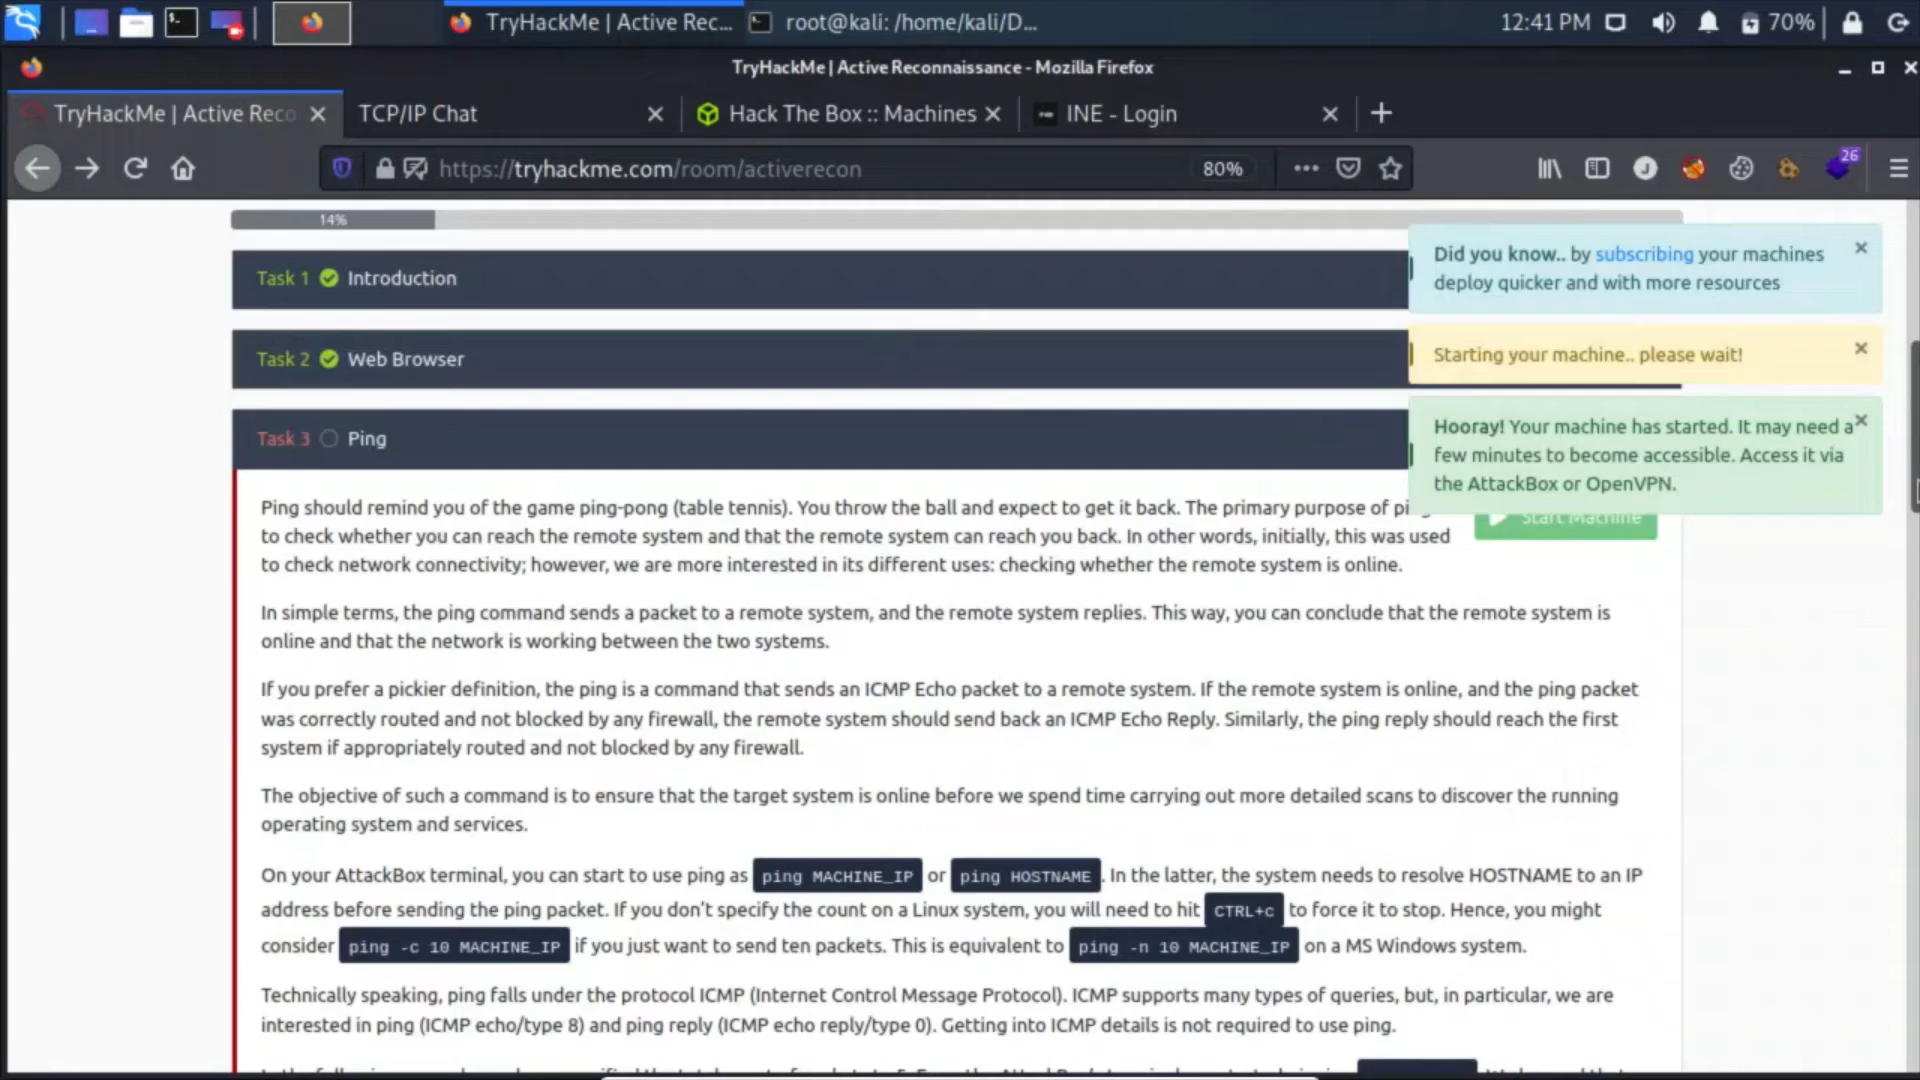 TryHackMe | Active Rec... root@kali: /home/kali/D... 12:41 PM 70%
TryHackMe | Active Reconnaissance - Mozilla Firefox
TryHackMe | Active Reco TCP/IP Chat Hack The Box :: Machines INE - Login
https://tryhackme.com/room/activerecon 80% 26
14%
Task 1 Introduction
Task 2 Web Browser
Task 3 Ping
Did you know.. by subscribing your machines
deploy quicker and with more resources
Starting your machine.. please wait!
Hooray! Your machine has started. It may need a
few minutes to become accessible. Access it via
the AttackBox or OpenVPN.
Start Machine
Ping should remind you of the game ping-pong (table tennis). You throw the ball and expect to get it back. The primary purpose of
to check whether you can reach the remote system and that the remote system can reach you back. In other words, initially, this was used
to check network connectivity; however, we are more interested in its different uses: checking whether the remote system is online.
In simple terms, the ping command sends a packet to a remote system, and the remote system replies. This way, you can conclude that the remote system is
online and that the network is working between the two systems.
If you prefer a pickier definition, the ping is a command that sends an ICMP Echo packet to a remote system. If the remote system is online, and the ping packet
was correctly routed and not blocked by any firewall, the remote system should send back an ICMP Echo Reply. Similarly, the ping reply should reach the first
system if appropriately routed and not blocked by any firewall.
The objective of such a command is to ensure that the target system is online before we spend time carrying out more detailed scans to discover the running
operating system and services.
On your AttackBox terminal, you can start to use ping as ping MACHINE_IP or ping HOSTNAME. In the latter, the system needs to resolve HOSTNAME to an IP
address before sending the ping packet. If you don't specify the count on a Linux system, you will need to hit CTRL+c to force it to stop. Hence, you might
consider ping -c 10 MACHINE_IP if you just want to send ten packets. This is equivalent to ping -n 10 MACHINE_IP on a MS Windows system.
Technically speaking, ping falls under the protocol ICMP (Internet Control Message Protocol). ICMP supports many types of queries, but, in particular, we are
interested in ping (ICMP echo/type 8) and ping reply (ICMP echo reply/type 0). Getting into ICMP details is not required to use ping.